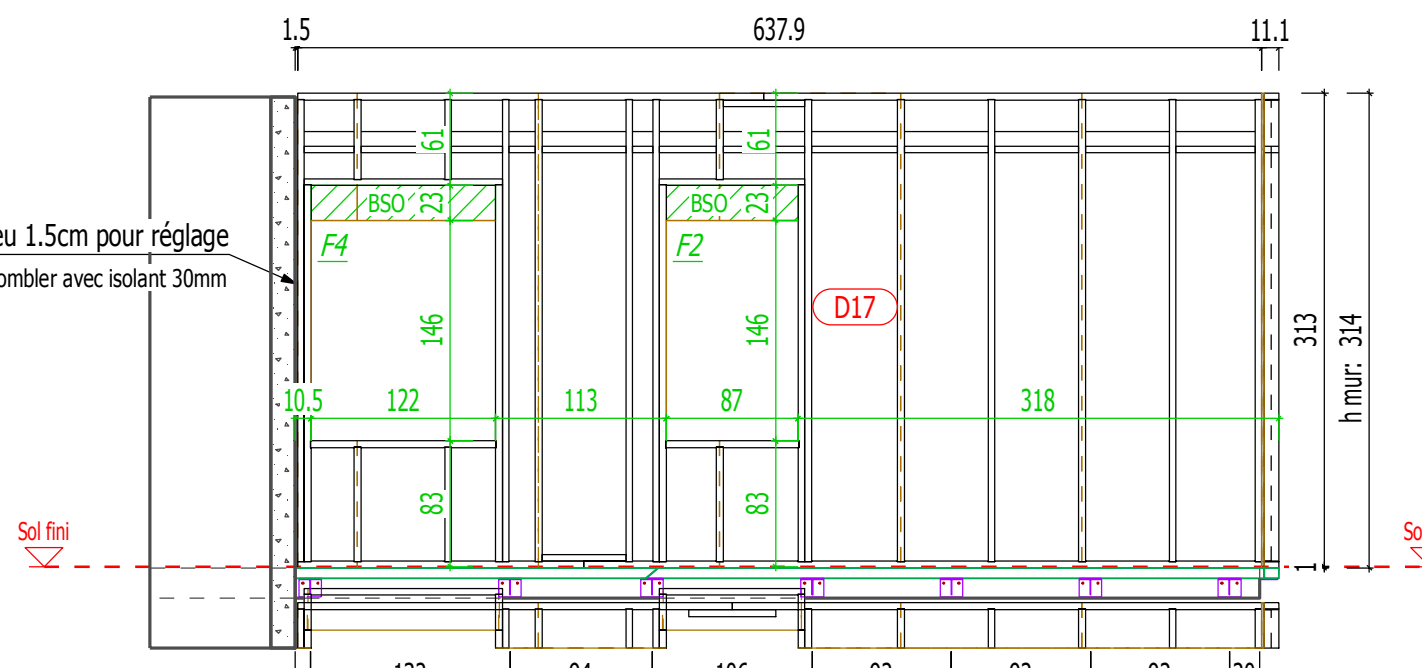 1.5 637.9 11.1
61 61
BSO 23 BSO 23
eu 1.5cm pour réglage
F4 F2
ombler avec isolant 30mm
D17
146 146
313
h mur: 314
10.5 122 113 87 318
83 83
Sol fini
So
1